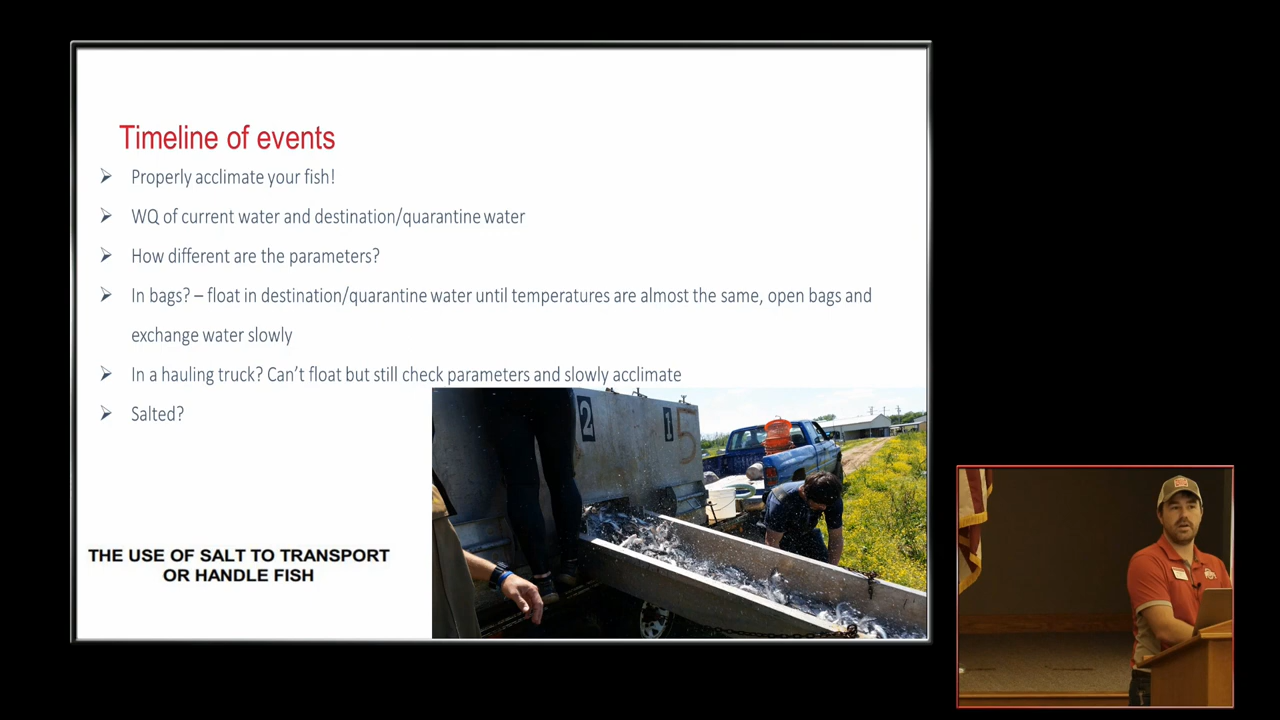 Timeline of events
Properly acclimate your fish!
WQ of current water and destination/quarantine water
How different are the parameters?
In bags? – float in destination/quarantine water until temperatures are almost the same, open bags and
exchange water slowly
In a hauling truck? Can't float but still check parameters and slowly acclimate
Salted?
2
1
5
THE USE OF SALT TO TRANSPORT
OR HANDLE FISH